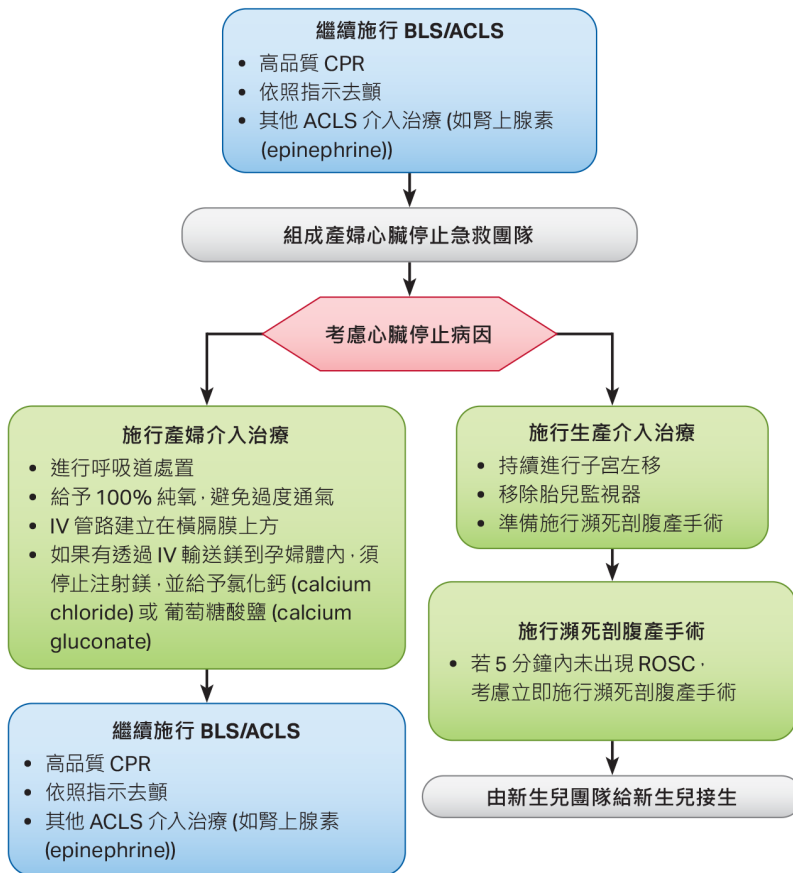 繼續施行 BLS/ACLS
• 高品質 CPR
• 依照指示去顫
• 其他 ACLS 介入治療 (如腎上腺素
(epinephrine))
組成產婦心臟停止急救團隊
考慮心臟停止病因
施行產婦介入治療
• 進行呼吸道處置
• 給予 100% 純氧，避免過度通氣
• IV 管路建立在橫膈膜上方
• 如果有透過 IV 輸送鎂到孕婦體內，須
停止注射鎂，並給予氯化鈣 (calcium
chloride) 或 葡萄糖酸鹽 (calcium
gluconate)
繼續施行 BLS/ACLS
• 高品質 CPR
• 依照指示去顫
• 其他 ACLS 介入治療 (如腎上腺素
(epinephrine))
施行生產介入治療
• 持續進行子宮左移
• 移除胎兒監視器
• 準備施行瀕死剖腹產手術
施行瀕死剖腹產手術
• 若 5 分鐘內未出現 ROSC，
考慮立即施行瀕死剖腹產手術
由新生兒團隊給新生兒接生